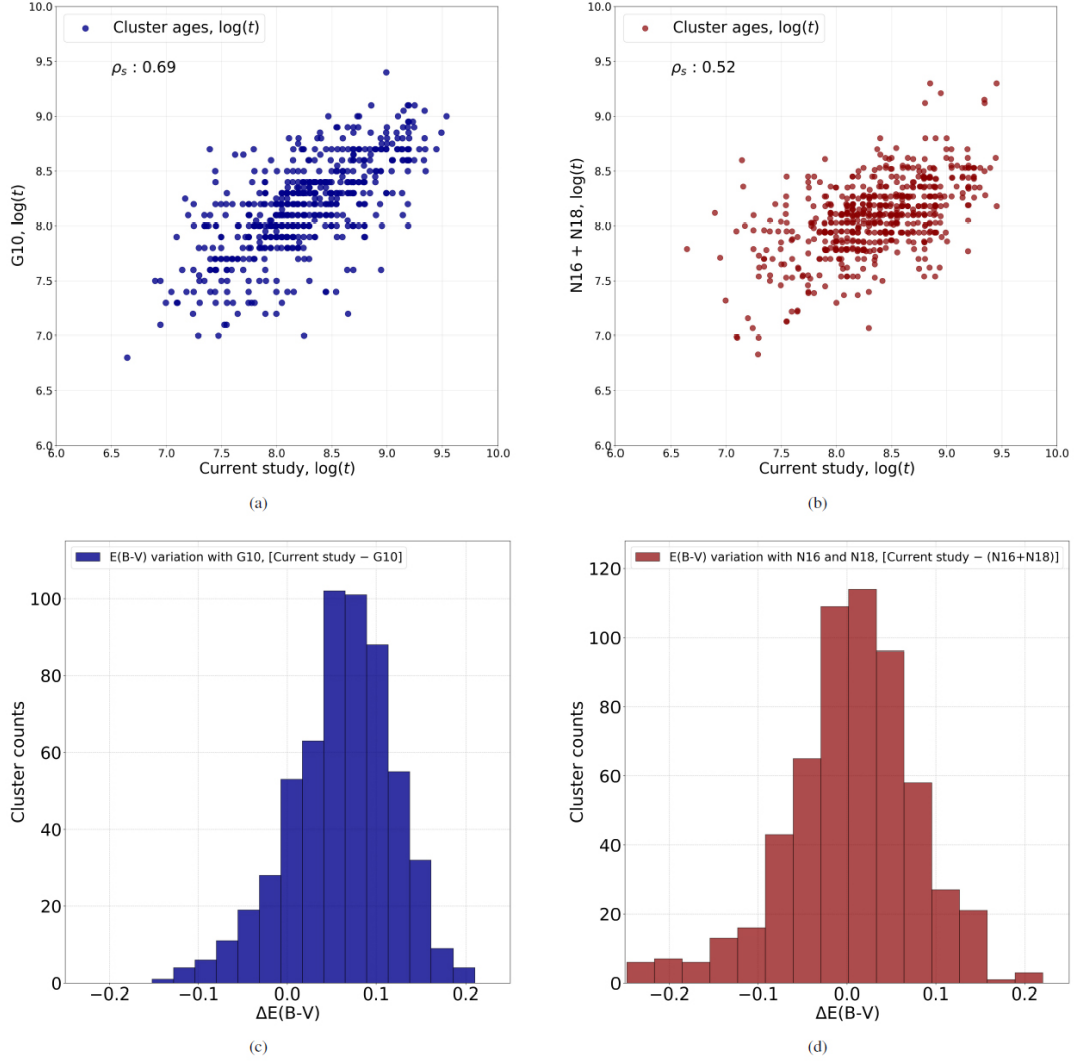 Cluster ages, log(t)
ρs : 0.69
10.0
9.5
9.0
8.5
8.0
7.5
7.0
6.5
6.0
G10, log(t)
6.0 6.5 7.0 7.5 8.0 8.5 9.0 9.5 10.0
Current study, log(t)
(a)
Cluster ages, log(t)
ρs : 0.52
10.0
9.5
9.0
8.5
8.0
7.5
7.0
6.5
6.0
N16 + N18, log(t)
6.0 6.5 7.0 7.5 8.0 8.5 9.0 9.5 10.0
Current study, log(t)
(b)
E(B-V) variation with G10, [Current study − G10]
100
80
60
40
20
0
Cluster counts
−0.2 −0.1 0.0 0.1 0.2
ΔE(B-V)
(c)
E(B-V) variation with N16 and N18, [Current study − (N16+N18)]
120
100
80
60
40
20
0
Cluster counts
−0.2 −0.1 0.0 0.1 0.2
ΔE(B-V)
(d)